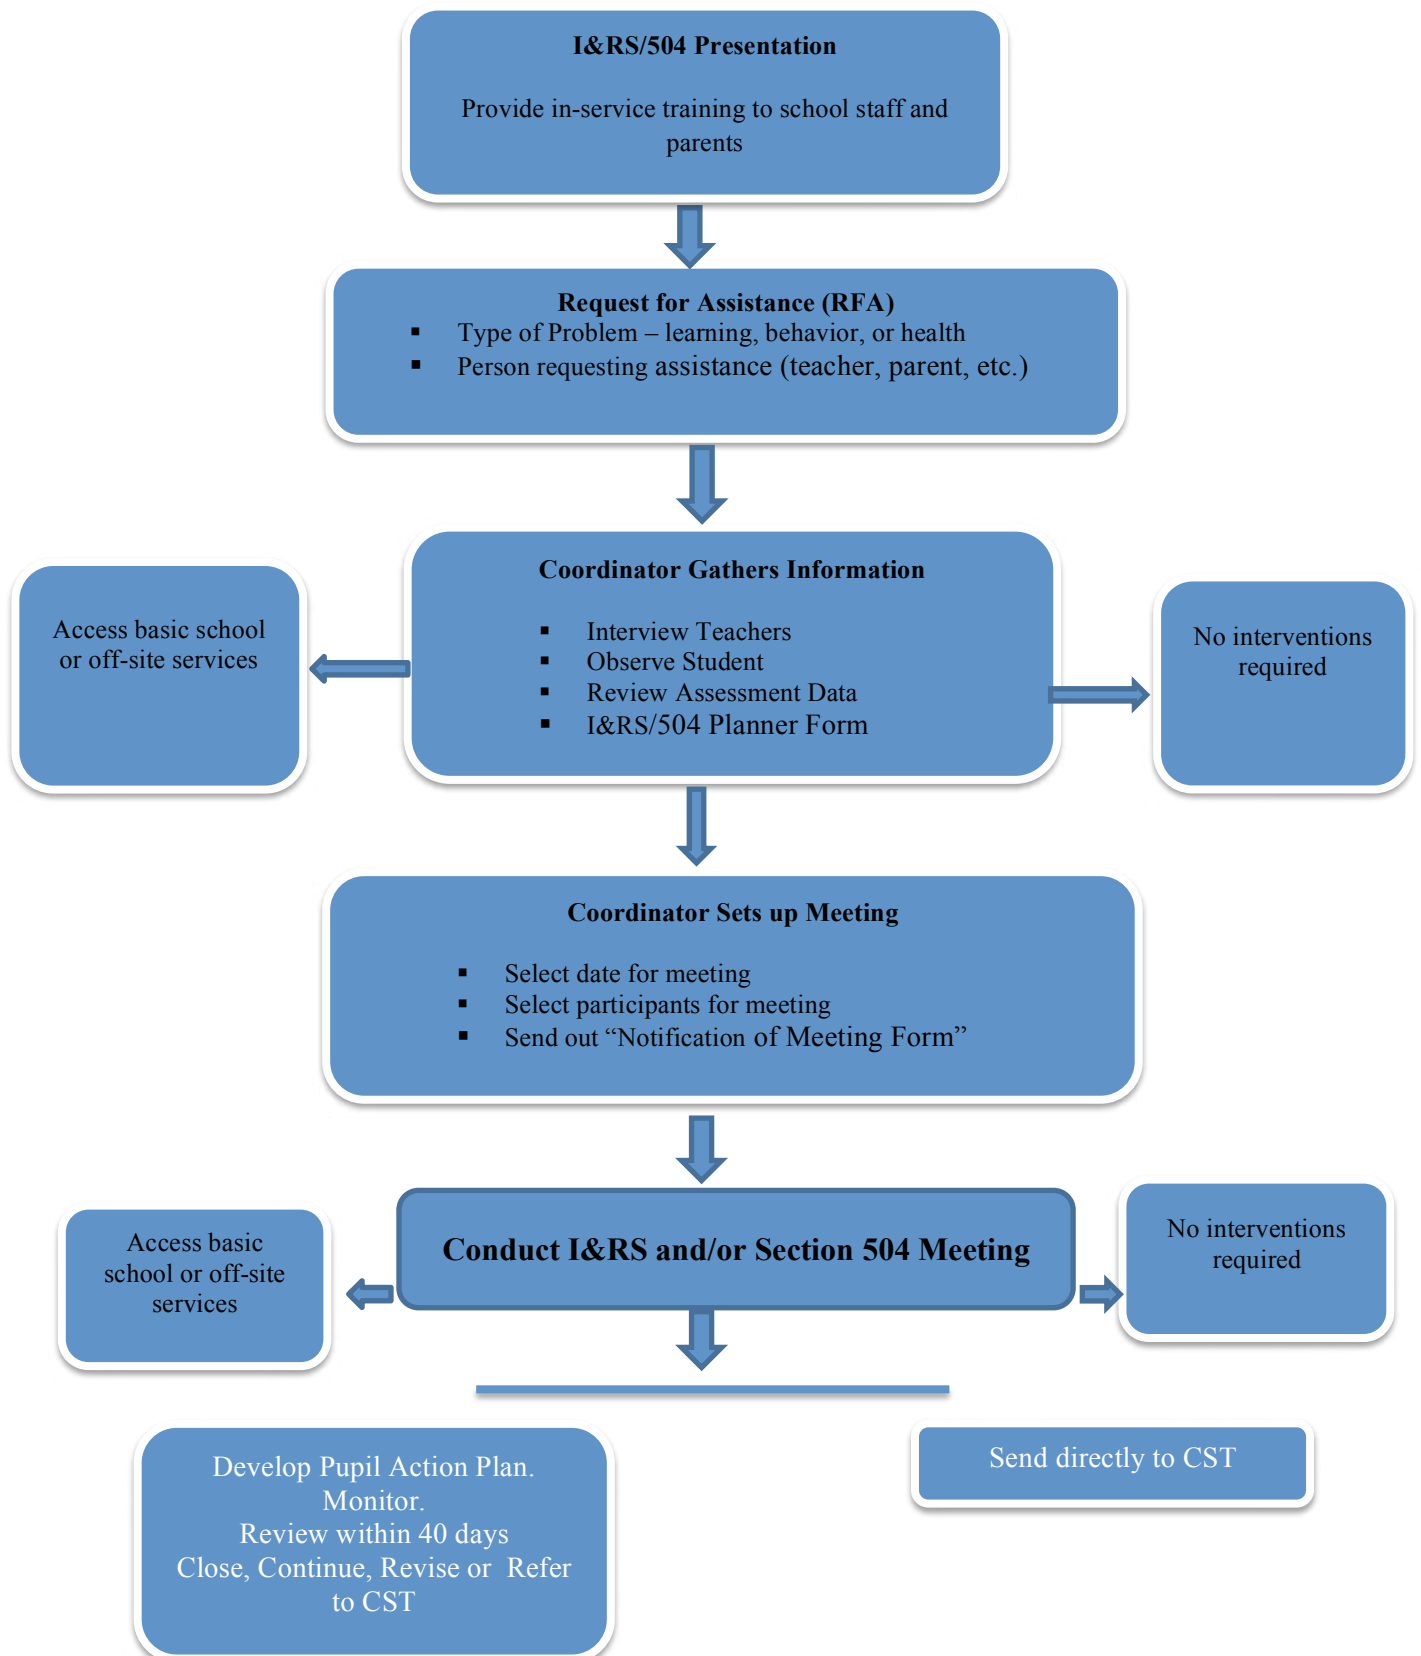 I&RS/504 Presentation
Provide in-service training to school staff and
parents
Request for Assistance (RFA)
▪ Type of Problem – learning, behavior, or health
▪ Person requesting assistance (teacher, parent, etc.)
Coordinator Gathers Information
▪ Interview Teachers
▪ Observe Student
▪ Review Assessment Data
▪ I&RS/504 Planner Form
Access basic school
or off-site services
No interventions
required
Coordinator Sets up Meeting
▪ Select date for meeting
▪ Select participants for meeting
▪ Send out “Notification of Meeting Form”
Conduct I&RS and/or Section 504 Meeting
Access basic
school or off-site
services
No interventions
required
Develop Pupil Action Plan.
Monitor.
Review within 40 days
Close, Continue, Revise or Refer
to CST
Send directly to CST